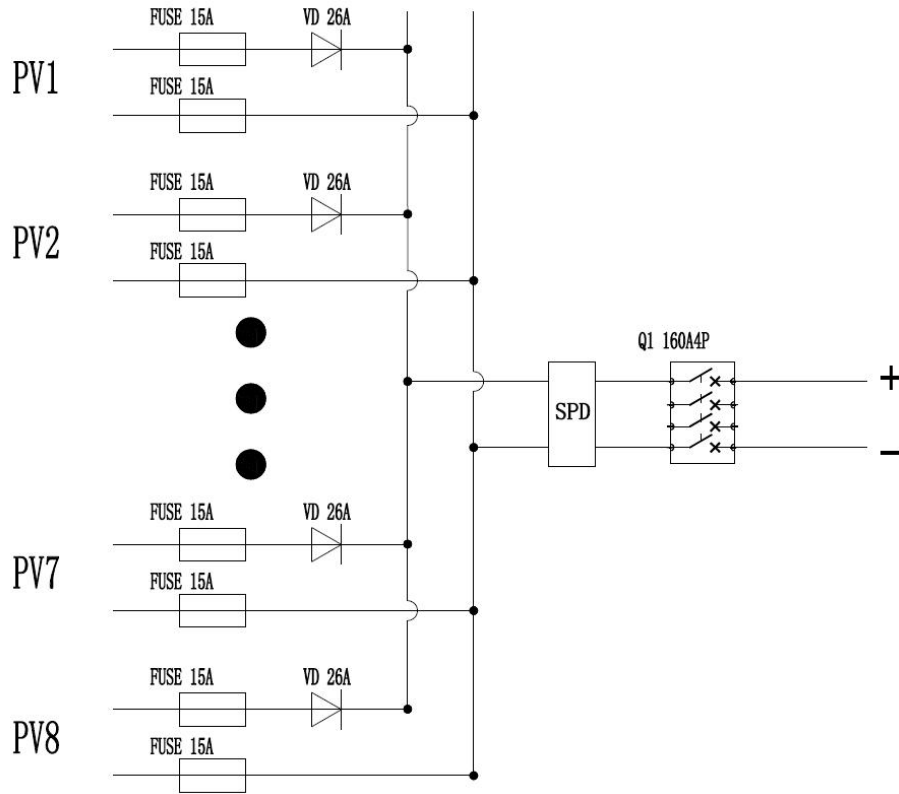 FUSE 15A VD 26A
PV1
FUSE 15A
FUSE 15A VD 26A
PV2
FUSE 15A
Q1 160A4P
+
SPD
−
FUSE 15A VD 26A
PV7
FUSE 15A
FUSE 15A VD 26A
PV8
FUSE 15A